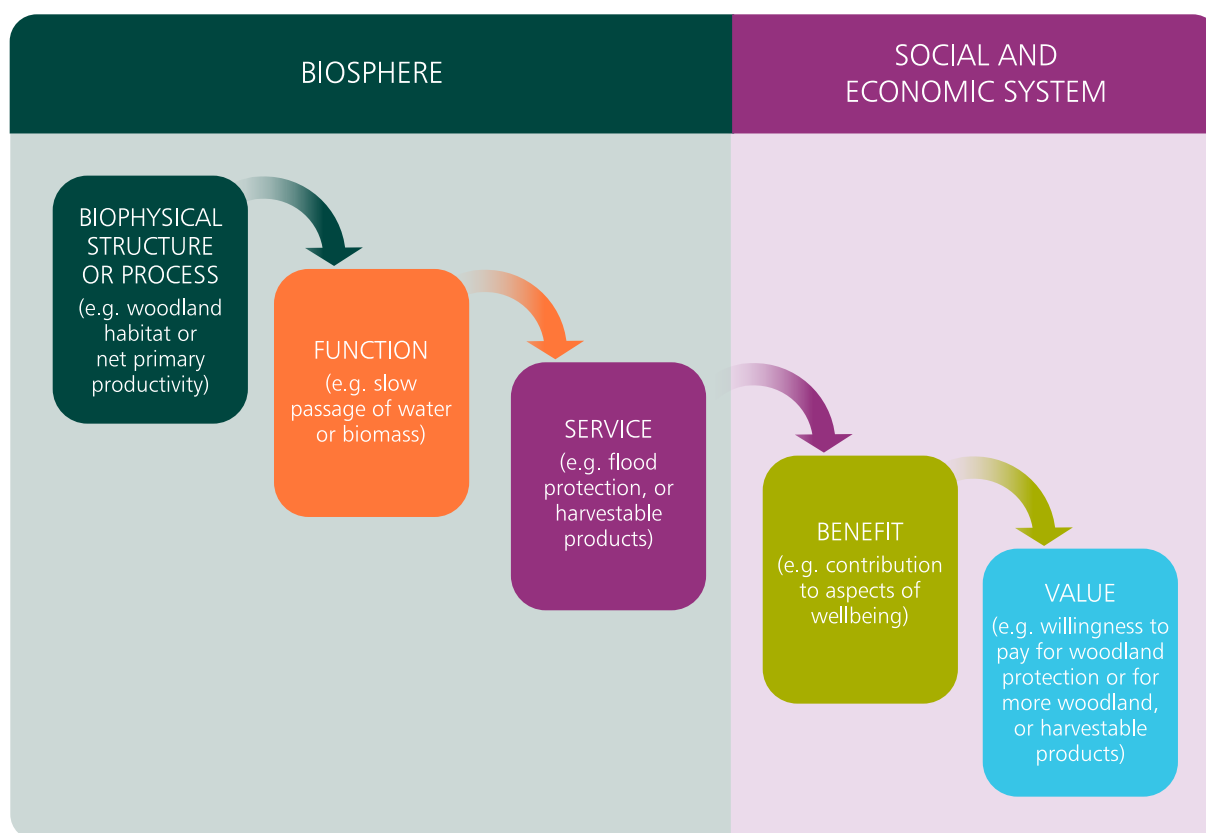 BIOSPHERE
SOCIAL AND
ECONOMIC SYSTEM
BIOPHYSICAL
STRUCTURE
OR PROCESS
(e.g. woodland
habitat or
net primary
productivity)
FUNCTION
(e.g. slow
passage of water
or biomass)
SERVICE
(e.g. flood
protection, or
harvestable
products)
BENEFIT
(e.g. contribution
to aspects of
wellbeing)
VALUE
(e.g. willingness to
pay for woodland
protection or for
more woodland,
or harvestable
products)